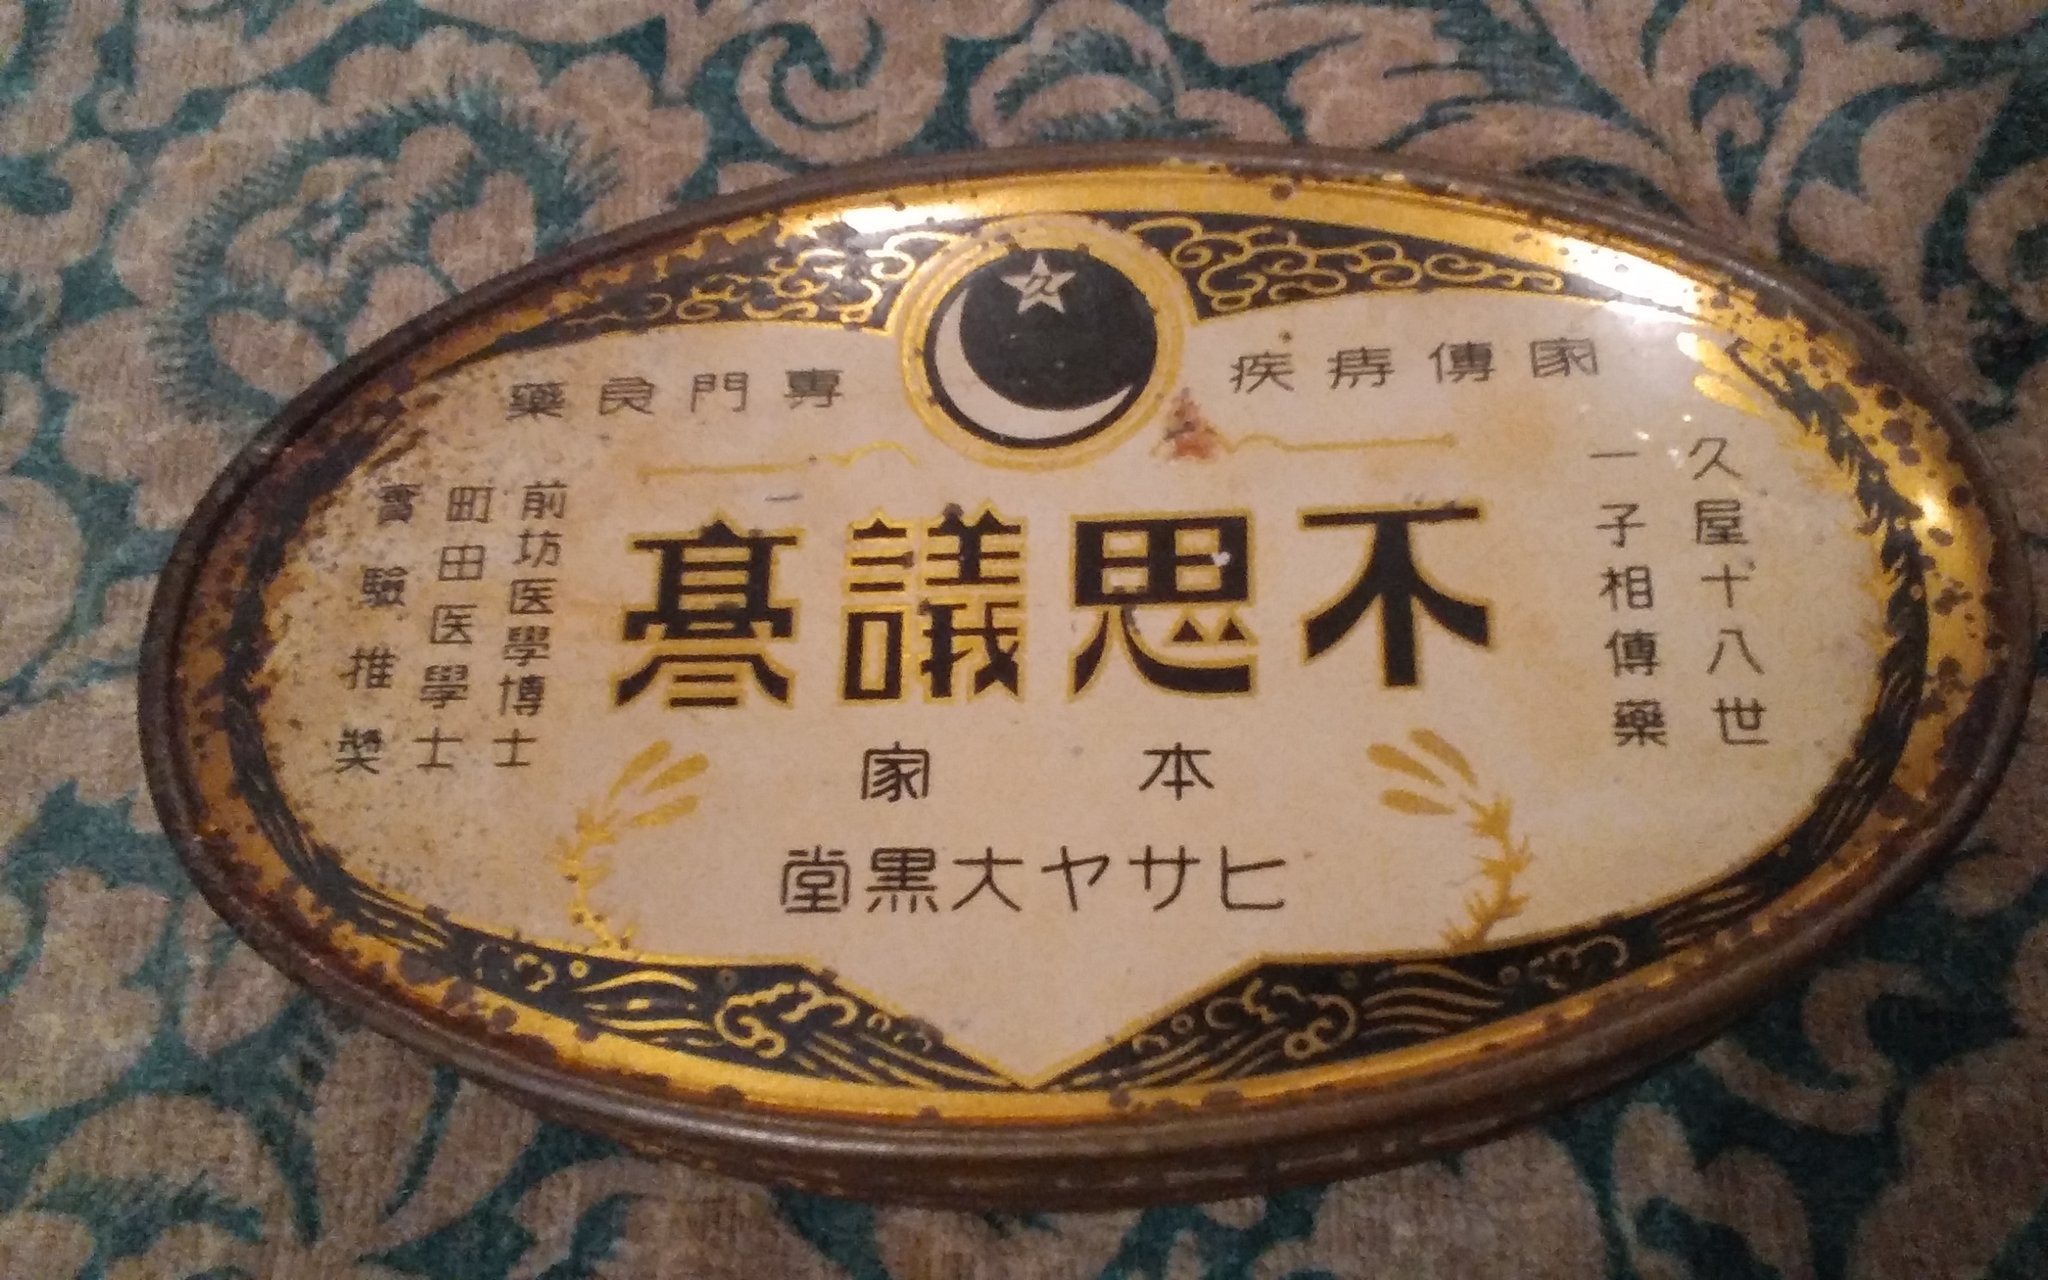 久
家傳痔疾
專門良藥
久屋十八世
一子相傳藥
不思議膏
本家
ヒサヤ大黒堂
前坊医學博士
町田医學士
實驗推奬